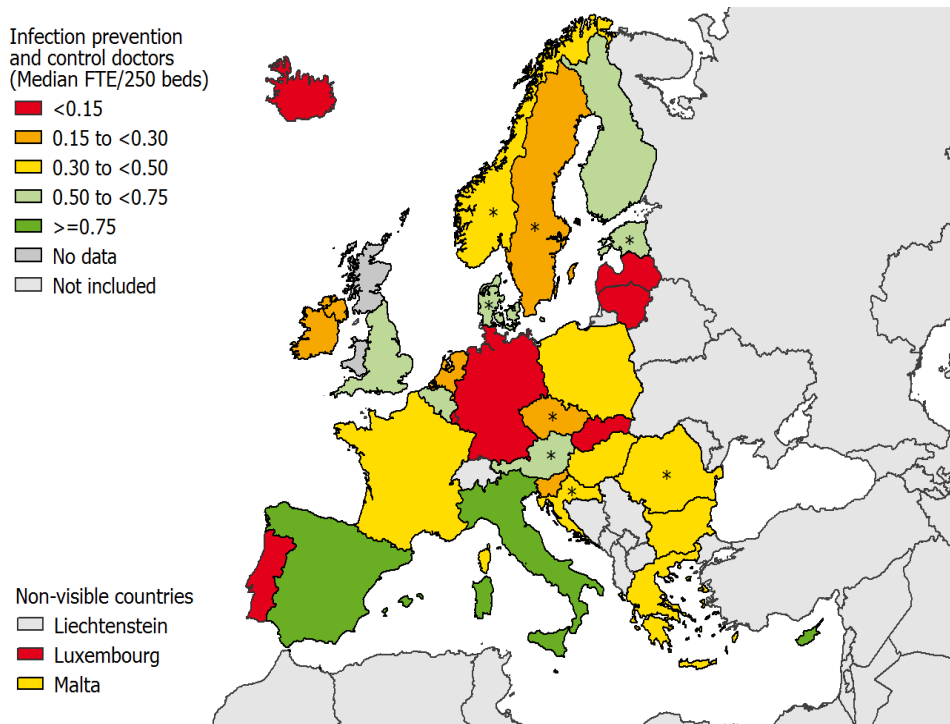 Infection prevention
and control doctors
(Median FTE/250 beds)
<0.15
0.15 to <0.30
0.30 to <0.50
0.50 to <0.75
>=0.75
No data
Not included
*
*
*
*
*
*
*
*
Non-visible countries
Liechtenstein
Luxembourg
Malta